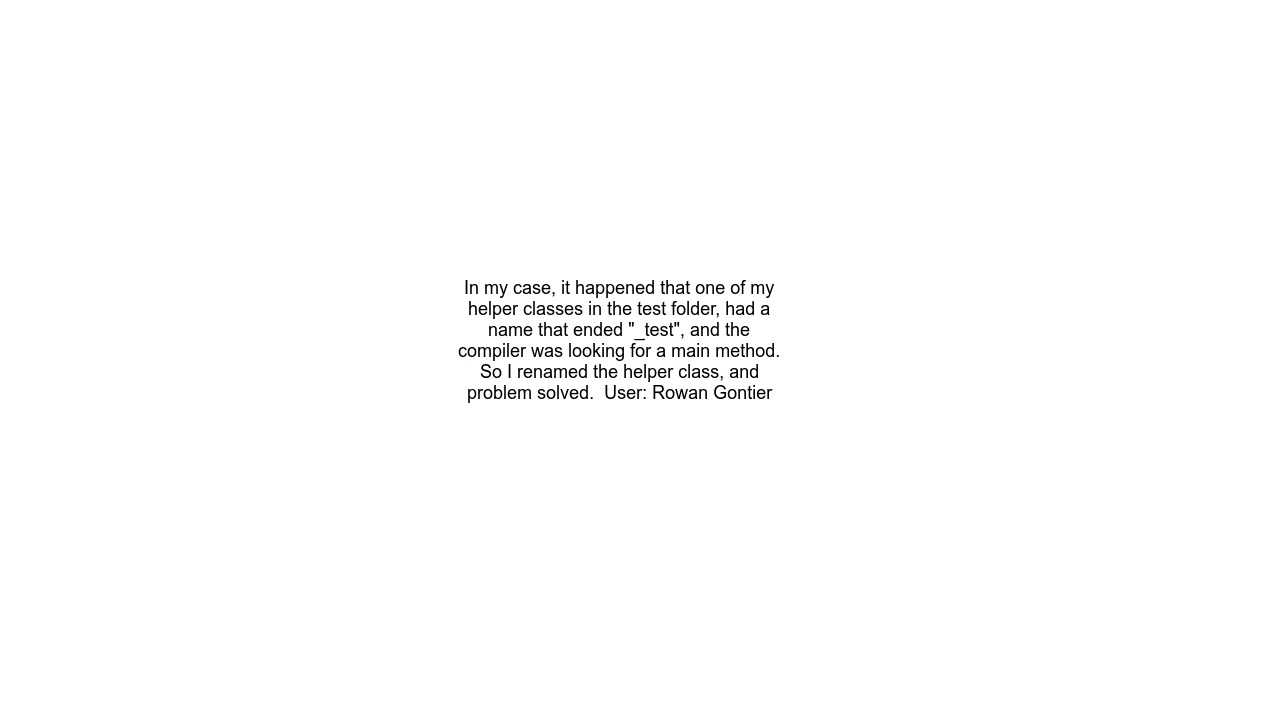 In my case, it happened that one of my
helper classes in the test folder, had a
name that ended "_test", and the
compiler was looking for a main method.
So I renamed the helper class, and
problem solved.  User: Rowan Gontier